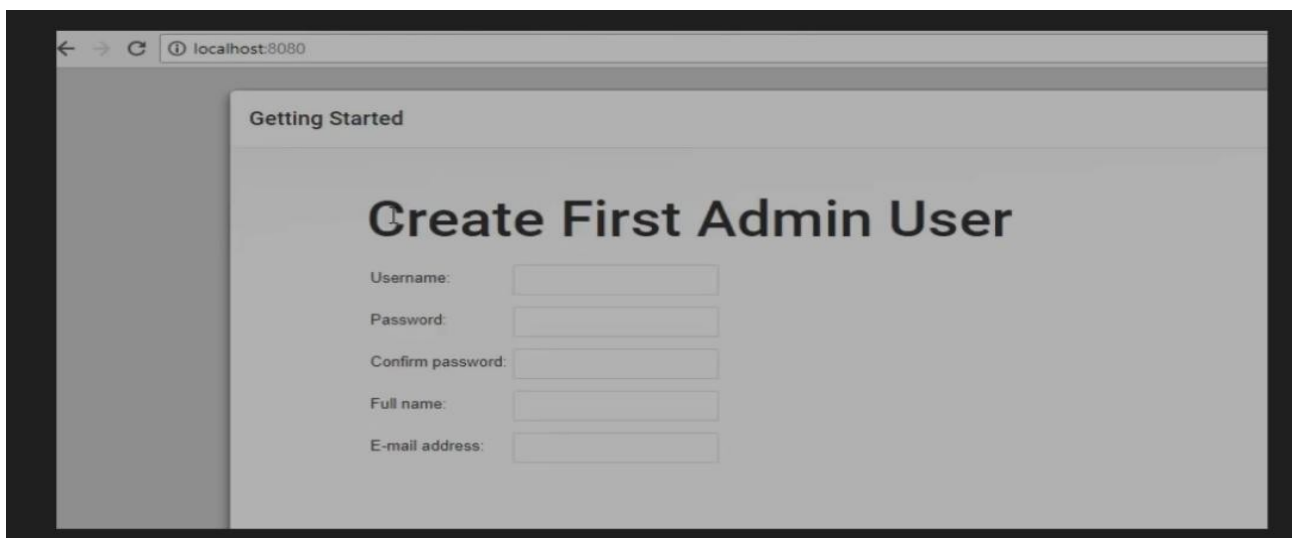 localhost:8080
Getting Started
Create First Admin User
Username:
Password:
Confirm password:
Full name:
E-mail address: